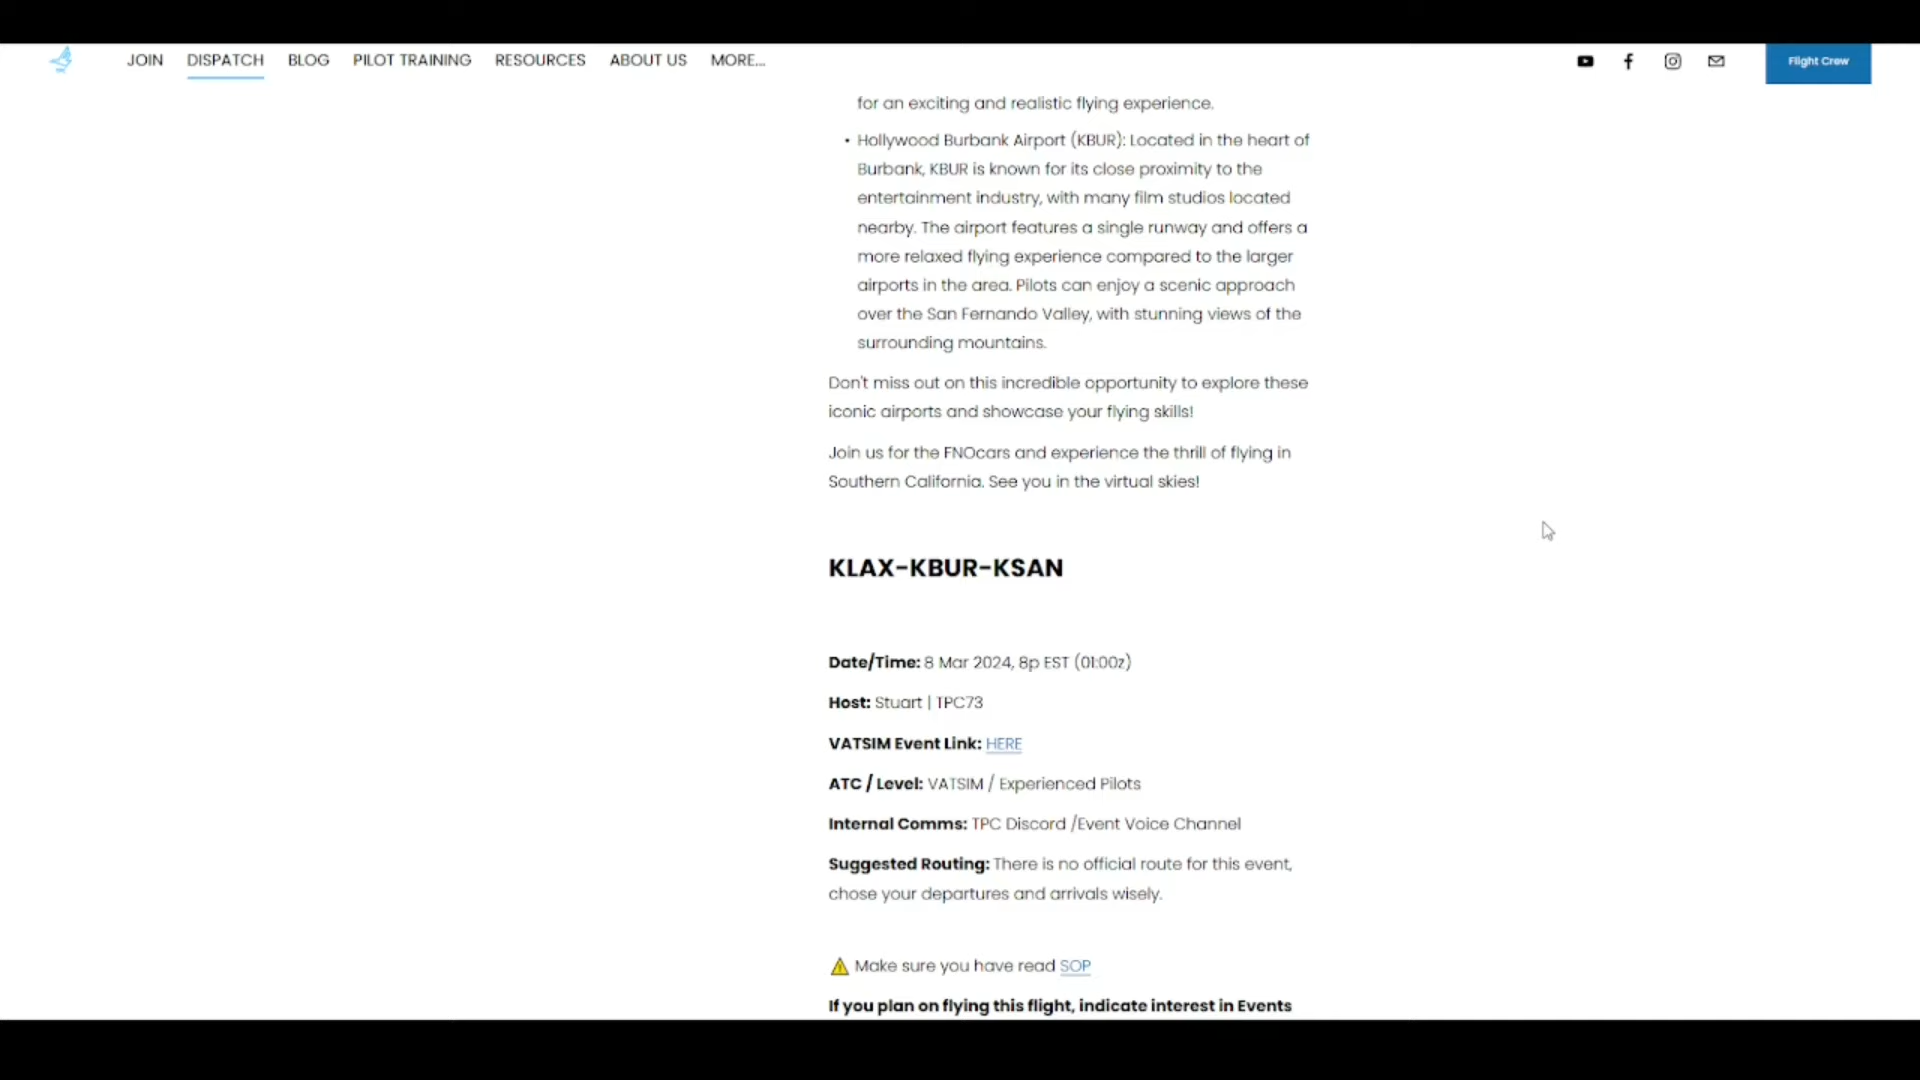 JOIN DISPATCH BLOG PILOT TRAINING RESOURCES ABOUT US MORE... Flight Crew
for an exciting and realistic flying experience.
• Hollywood Burbank Airport (KBUR): Located in the heart of
Burbank, KBUR is known for its close proximity to the
entertainment industry, with many film studios located
nearby. The airport features a single runway and offers a
more relaxed flying experience compared to the larger
airports in the area. Pilots can enjoy a scenic approach
over the San Fernando Valley, with stunning views of the
surrounding mountains.
Don't miss out on this incredible opportunity to explore these
iconic airports and showcase your flying skills!
Join us for the FNOcars and experience the thrill of flying in
Southern California. See you in the virtual skies!
KLAX-KBUR-KSAN
Date/Time: 8 Mar 2024, 8p EST (01:00z)
Host: Stuart | TPC73
VATSIM Event Link: HERE
ATC / Level: VATSIM / Experienced Pilots
Internal Comms: TPC Discord /Event Voice Channel
Suggested Routing: There is no official route for this event,
chose your departures and arrivals wisely.
⚠ Make sure you have read SOP
If you plan on flying this flight, indicate interest in Events